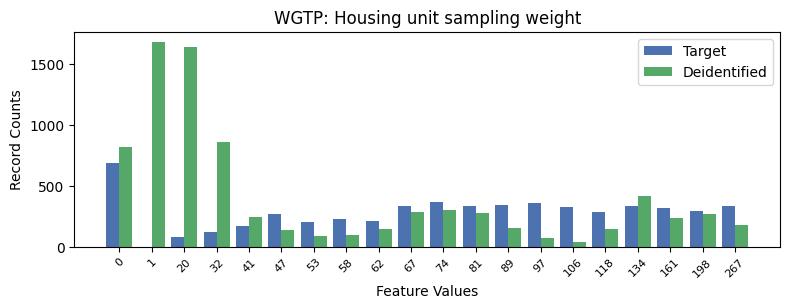 WGTP: Housing unit sampling weight
Target
Deidentified
Record Counts
1500
1000
500
0
0 1 20 32 41 47 53 58 62 67 74 81 89 97 106 118 134 161 198 267
Feature Values